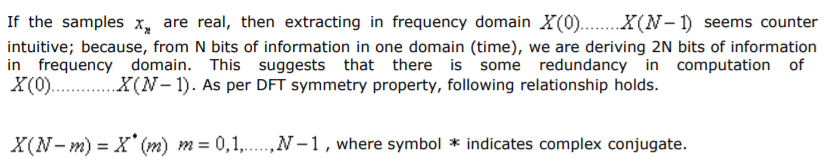 If the samples xₙ are real, then extracting in frequency domain X(0)........X(N−1) seems counter
intuitive; because, from N bits of information in one domain (time), we are deriving 2N bits of information
in frequency domain. This suggests that there is some redundancy in computation of
X(0).............X(N−1). As per DFT symmetry property, following relationship holds.
X(N−m) = X*(m) m = 0,1,.....,N−1 , where symbol * indicates complex conjugate.